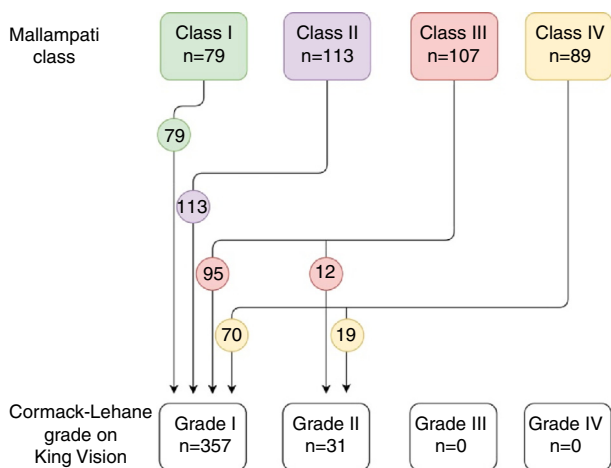 Mallampati
class
Class I
n=79
Class II
n=113
Class III
n=107
Class IV
n=89
79
113
95
12
70
19
Cormack-Lehane
grade on
King Vision
Grade I
n=357
Grade II
n=31
Grade III
n=0
Grade IV
n=0